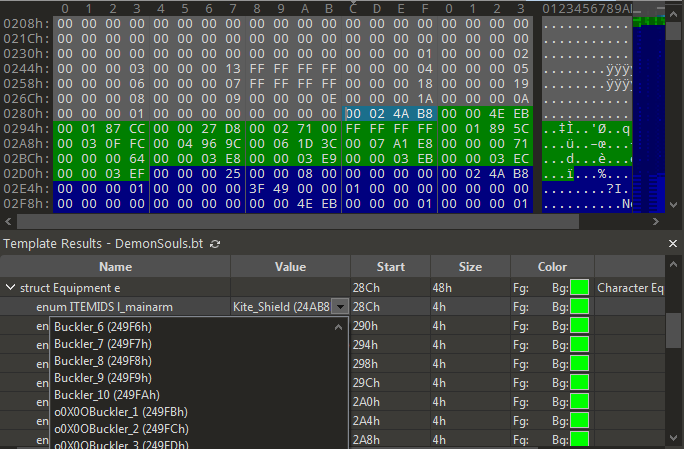 0 1 2 3 4 5 6 7 8 9 A B C D E F 0 1 2 3 0123456789A
0208h: 00 00 00 00 00 00 00 00 00 00 00 00 00 00 00 00 00 00 00 00 ...........
021Ch: 00 00 00 00 00 00 00 00 00 00 00 00 00 00 00 00 00 00 00 00 ...........
0230h: 00 00 00 00 00 00 00 00 00 00 00 00 00 00 00 01 00 00 00 02 ...........
0244h: 00 00 00 03 00 00 00 13 FF FF FF FF 00 00 00 04 00 00 00 05 ........ÿÿÿ
0258h: 00 00 00 06 00 00 00 07 FF FF FF FF 00 00 00 18 00 00 00 19 ........ÿÿÿ
026Ch: 00 00 00 08 00 00 00 09 00 00 00 0E 00 00 00 1A 00 00 00 0A ...........
0280h: 00 00 00 01 00 00 00 00 00 00 00 00 00 02 4A B8 00 00 4E EB ...........
0294h: 00 01 87 CC 00 00 27 D8 00 02 71 00 FF FF FF FF 00 01 89 5C ..‡Ì..'Ø..q
02A8h: 00 03 0F FC 00 04 96 9C 00 06 1D 3C 00 07 A1 E8 00 00 00 71 ...ü..–œ...
02BCh: 00 00 00 64 00 00 03 E8 00 00 03 E9 00 00 03 EB 00 00 03 EC ...d...è...
02D0h: 00 00 03 EF 00 00 00 25 00 00 00 08 00 00 00 00 00 02 4A B8 ...ï...%...
02E4h: 00 00 00 01 00 00 00 00 3F 49 00 00 01 00 00 00 00 00 00 00 ........?I.
02F8h: 00 00 00 00 00 00 00 00 00 00 4E EB 00 00 00 01 00 00 00 01 ..........N
Template Results - DemonSouls.bt
Name Value Start Size Color
struct Equipment e 28Ch 48h Fg: Bg: Character Eq
enum ITEMIDS l_mainarm Kite_Shield (24AB8 28Ch 4h Fg: Bg:
en Buckler_6 (249F6h) 290h 4h Fg: Bg:
en Buckler_7 (249F7h) 294h 4h Fg: Bg:
en Buckler_8 (249F8h) 298h 4h Fg: Bg:
en Buckler_9 (249F9h) 29Ch 4h Fg: Bg:
en Buckler_10 (249FAh) 2A0h 4h Fg: Bg:
en o0X0OBuckler_1 (249FBh) 2A4h 4h Fg: Bg:
en o0X0OBuckler_2 (249FCh) 2A8h 4h Fg: Bg:
o0X0OBuckler_3 (249FDh)